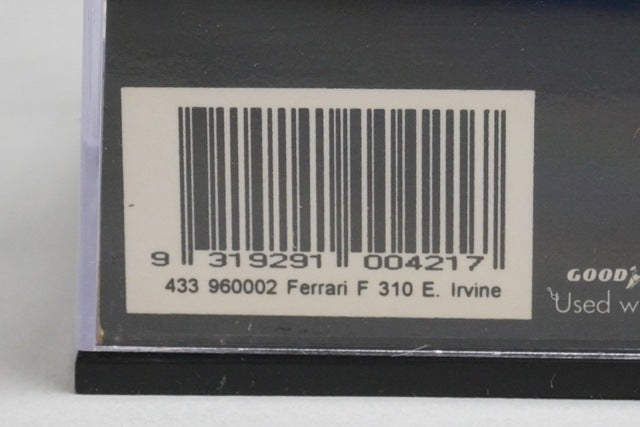 9 319291 004217
433 960002 Ferrari F 310 E. Irvine
GOOD
Used w